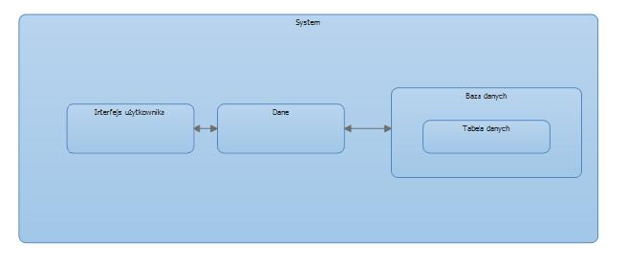 System
Interfejs użytkownika
Dane
Baza danych
Tabela danych